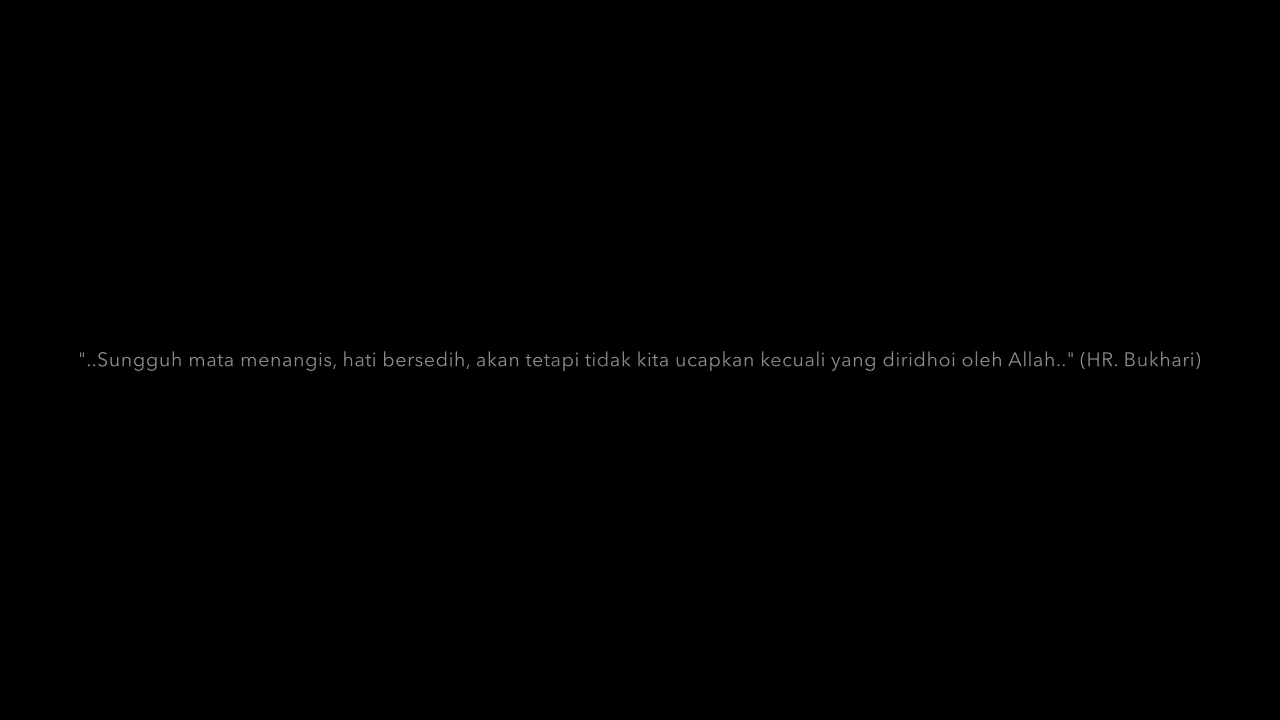 "..Sungguh mata menangis, hati bersedih, akan tetapi tidak kita ucapkan kecuali yang diridhoi oleh Allah.." (HR. Bukhari)